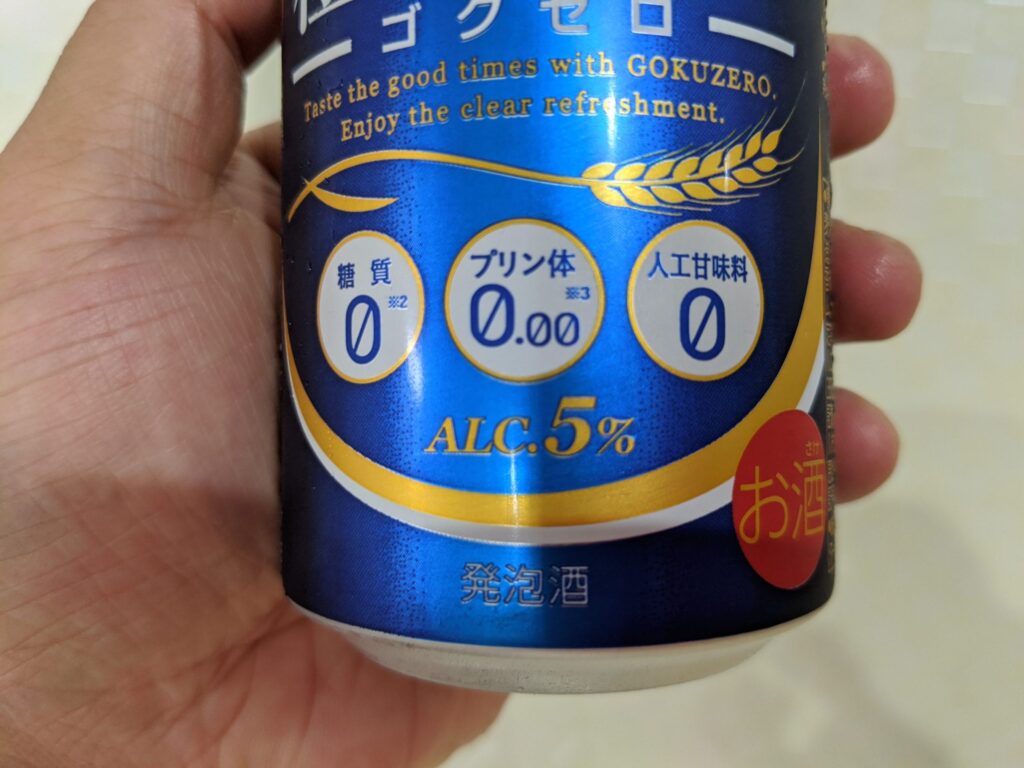 ゴクゼロ
Taste the good times with GOKUZERO.
Enjoy the clear refreshment.
糖質
0※2
プリン体
0.00※3
人工甘味料
0
ALC.5%
さけ
お酒
発泡酒